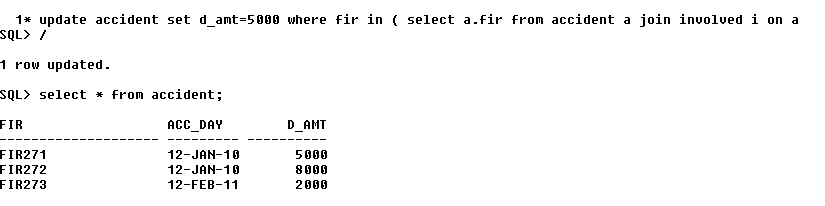 1* update accident set d_amt=5000 where fir in ( select a.fir from accident a join involved i on a
SQL> /
1 row updated.
SQL> select * from accident;
FIR ACC_DAY D_AMT
-------------------- --------- ----------
FIR271 12-JAN-10 5000
FIR272 12-JAN-10 8000
FIR273 12-FEB-11 2000